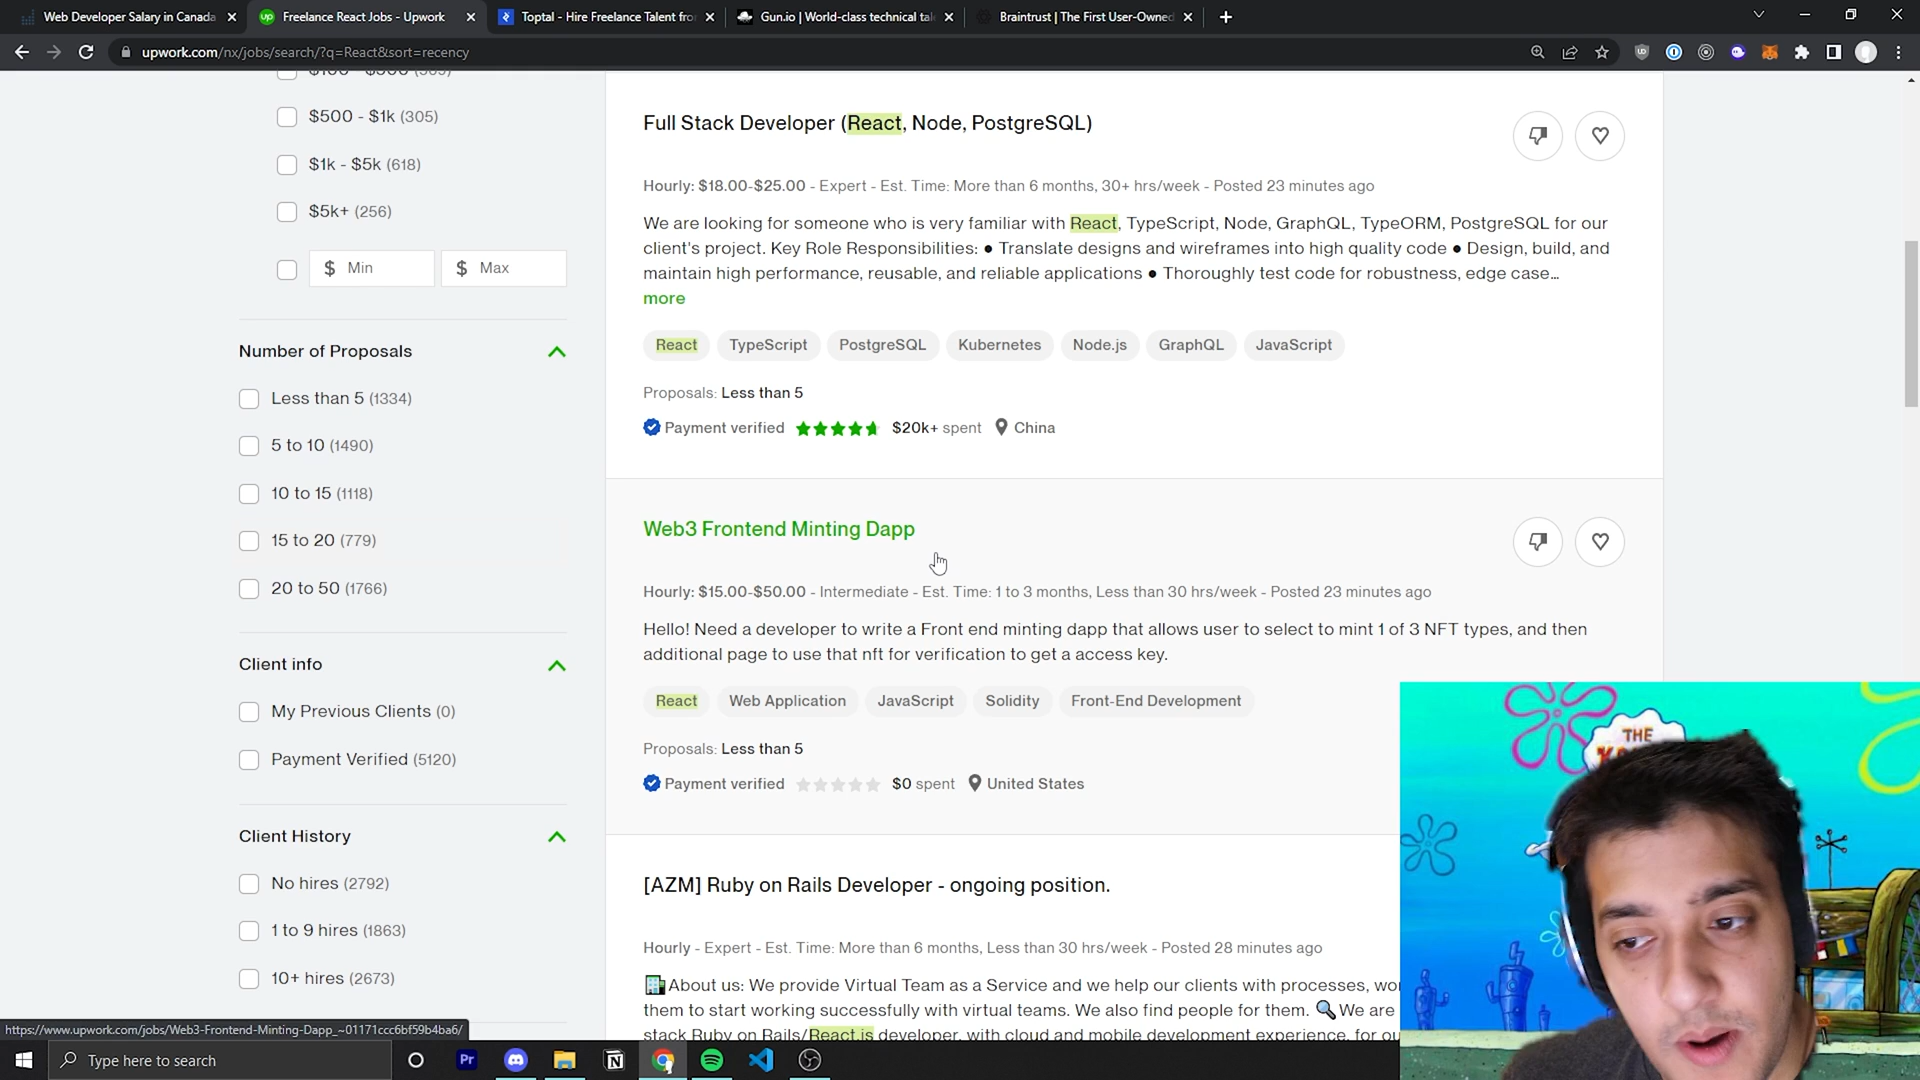 Web Developer Salary in Canada
Freelance React Jobs - Upwork
Toptal - Hire Freelance Talent fro
Gun.io | World-class technical tal
Braintrust | The First User-Owned
upwork.com/nx/jobs/search/?q=React&sort=recency
$500 - $1k (305)
$1k - $5k (618)
$5k+ (256)
$ Min
$ Max
Number of Proposals
Less than 5 (1334)
5 to 10 (1490)
10 to 15 (1118)
15 to 20 (779)
20 to 50 (1766)
Client info
My Previous Clients (0)
Payment Verified (5120)
Client History
No hires (2792)
1 to 9 hires (1863)
10+ hires (2673)
Full Stack Developer (React, Node, PostgreSQL)
Hourly: $18.00-$25.00 - Expert - Est. Time: More than 6 months, 30+ hrs/week - Posted 23 minutes ago
We are looking for someone who is very familiar with React, TypeScript, Node, GraphQL, TypeORM, PostgreSQL for our
client's project. Key Role Responsibilities: ● Translate designs and wireframes into high quality code ● Design, build, and
maintain high performance, reusable, and reliable applications ● Thoroughly test code for robustness, edge case...
more
React TypeScript PostgreSQL Kubernetes Node.js GraphQL JavaScript
Proposals: Less than 5
Payment verified $20k+ spent China
Web3 Frontend Minting Dapp
Hourly: $15.00-$50.00 - Intermediate - Est. Time: 1 to 3 months, Less than 30 hrs/week - Posted 23 minutes ago
Hello! Need a developer to write a Front end minting dapp that allows user to select to mint 1 of 3 NFT types, and then
additional page to use that nft for verification to get a access key.
React Web Application JavaScript Solidity Front-End Development
Proposals: Less than 5
Payment verified $0 spent United States
[AZM] Ruby on Rails Developer - ongoing position.
Hourly - Expert - Est. Time: More than 6 months, Less than 30 hrs/week - Posted 28 minutes ago
About us: We provide Virtual Team as a Service and we help our clients with processes, wor
them to start working successfully with virtual teams. We also find people for them. We are
stack Ruby on Rails/React.js developer, with cloud and mobile development experience, for ou
THE
https://www.upwork.com/jobs/Web3-Frontend-Minting-Dapp_~01171ccc6bf59b4ba6/
Type here to search
Pr